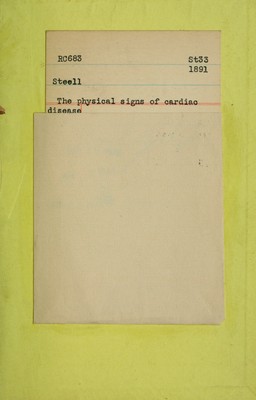 RC683 St33
1891
Steell
The physical signs of cardiac
disease